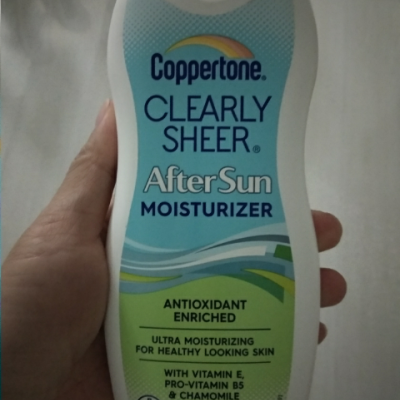 Coppertone®
CLEARLY
SHEER®
AfterSun
MOISTURIZER
ANTIOXIDANT
ENRICHED
ULTRA MOISTURIZING
FOR HEALTHY LOOKING SKIN
WITH VITAMIN E,
PRO-VITAMIN B5
& CHAMOMILE